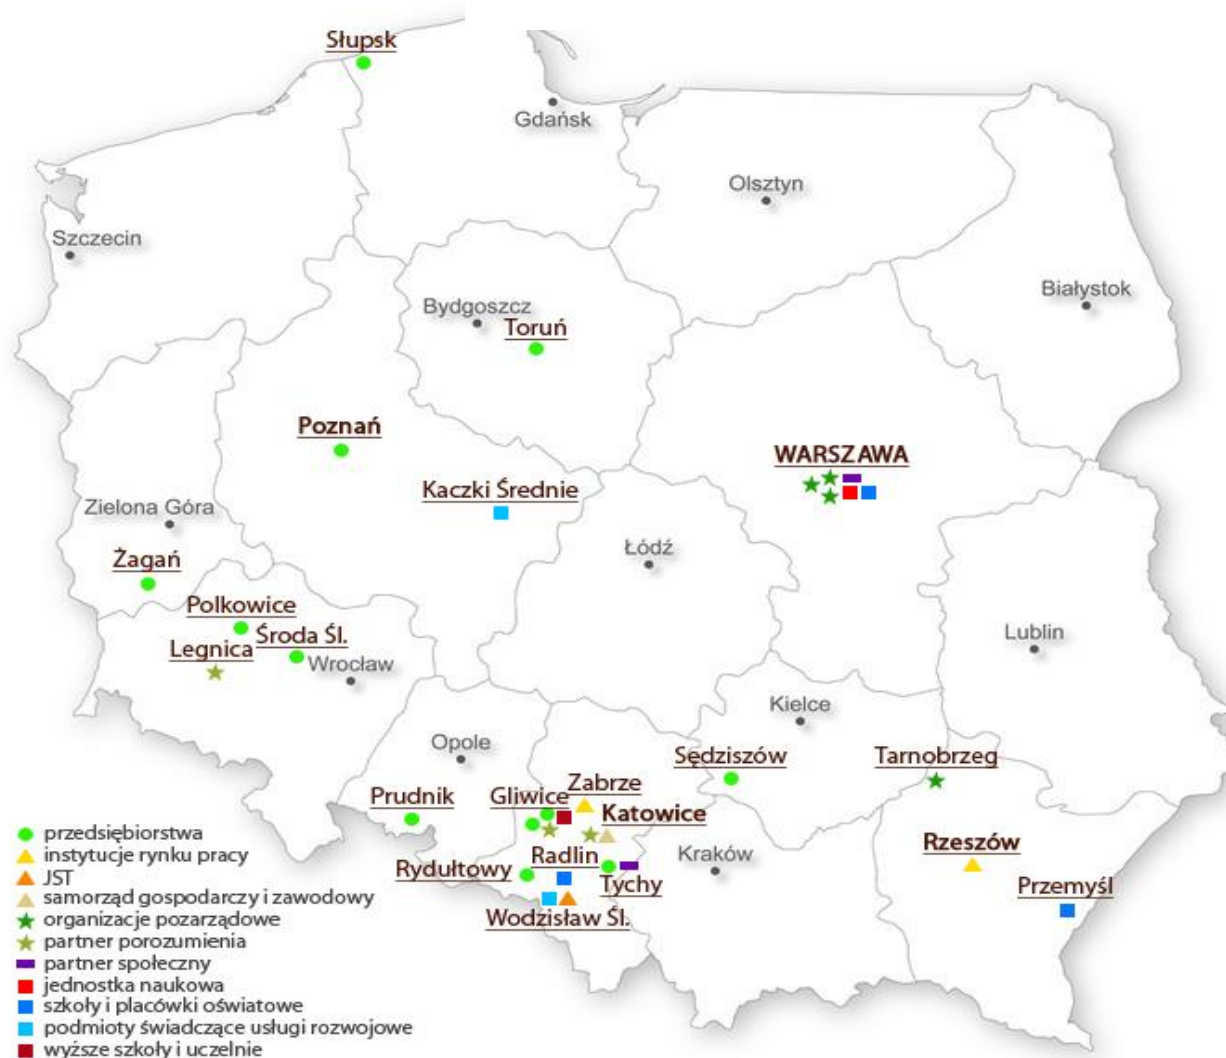 Słupsk
Gdańsk
Olsztyn
Szczecin
Białystok
Bydgoszcz
Toruń
Poznań
WARSZAWA
Kaczki Średnie
Zielona Góra
Łódź
Żagań
Polkowice
Środa Śl.
Legnica
Wrocław
Lublin
Kielce
Opole
Sędziszów
Tarnobrzeg
Zabrze
Prudnik
Gliwice
Katowice
Rzeszów
Radlin
Kraków
Rydułtowy
Tychy
Przemyśl
Wodzisław Śl.
przedsiębiorstwa
instytucje rynku pracy
JST
samorząd gospodarczy i zawodowy
organizacje pozarządowe
partner porozumienia
partner społeczny
jednostka naukowa
szkoły i placówki oświatowe
podmioty świadczące usługi rozwojowe
wyższe szkoły i uczelnie